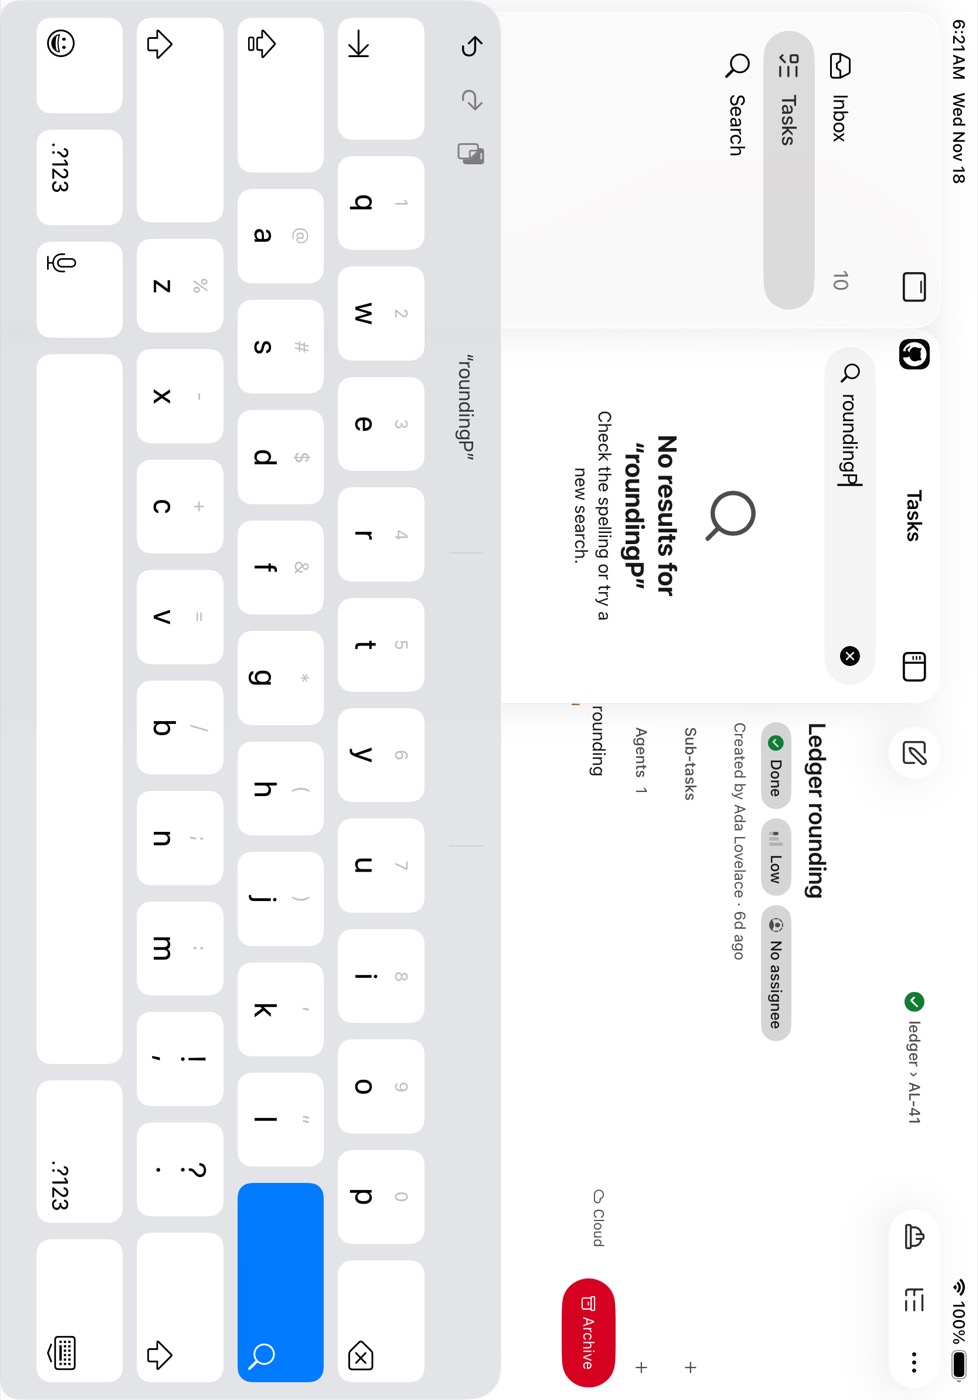 6:21 AM Wed Nov 18
100%
Inbox 10
Tasks
Search
Tasks
roundingP
No results for
“roundingP”
Check the spelling or try a
new search.
ledger › AL-41
Ledger rounding
Done Low No assignee
Created by Ada Lovelace · 6d ago
Sub-tasks
Agents 1
rounding Cloud Archive
“roundingP”
1 2 3 4 5 6 7 8 9 0
q w e r t y u i o p
@ # $ & * ( ) ' "
a s d f g h j k l
% - + = / ; : ! ?
z x c v b n m , .
.?123 .?123